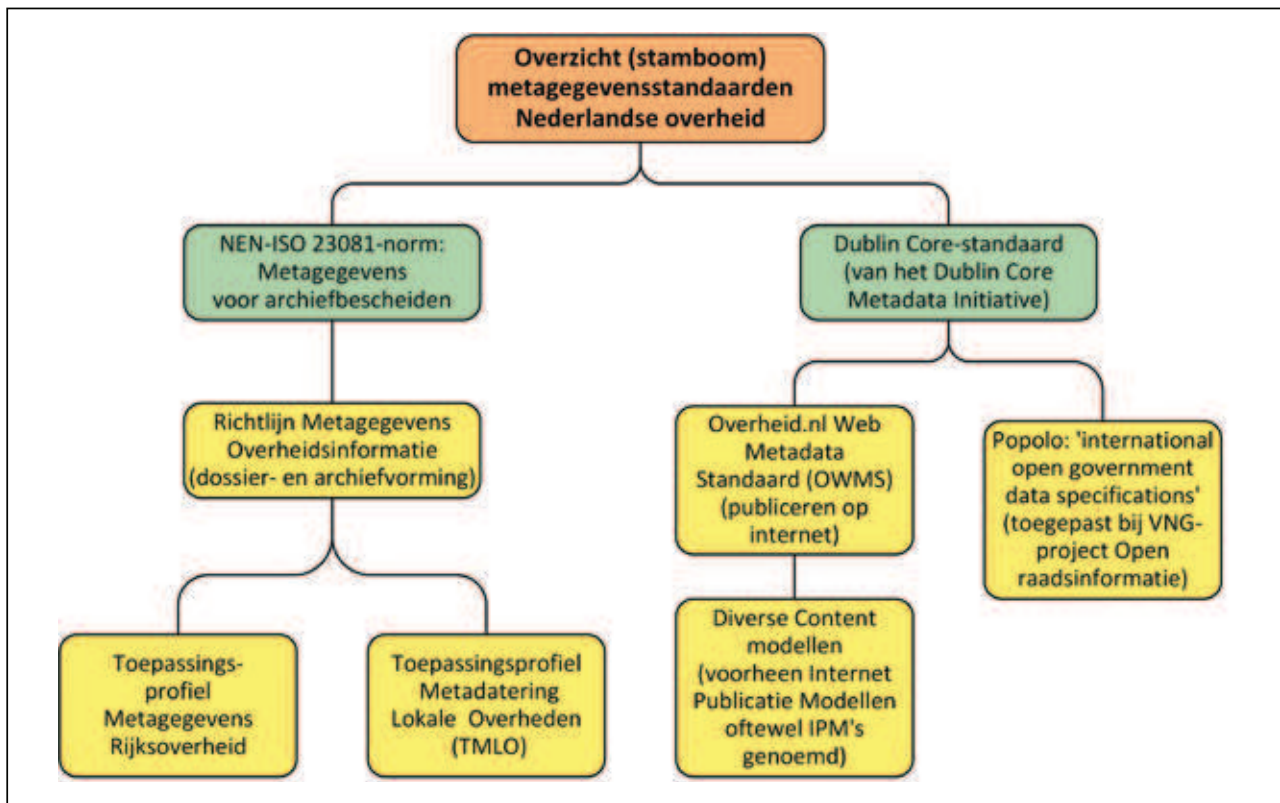 Overzicht (stamboom)
metagegevensstandaarden
Nederlandse overheid
NEN-ISO 23081-norm:
Metagegevens
voor archiefbescheiden
Dublin Core-standaard
(van het Dublin Core
Metadata Initiative)
Richtlijn Metagegevens
Overheidsinformatie
(dossier- en archiefvorming)
Overheid.nl Web
Metadata
Standaard (OWMS)
(publiceren op
internet)
Popolo: 'international
open government
data specifications'
(toegepast bij VNG-
project Open
raadsinformatie)
Toepassings-
profiel
Metagegevens
Rijksoverheid
Toepassingsprofiel
Metadatering
Lokale Overheden
(TMLO)
Diverse Content
modellen
(voorheen Internet
Publicatie Modellen
oftewel IPM's
genoemd)